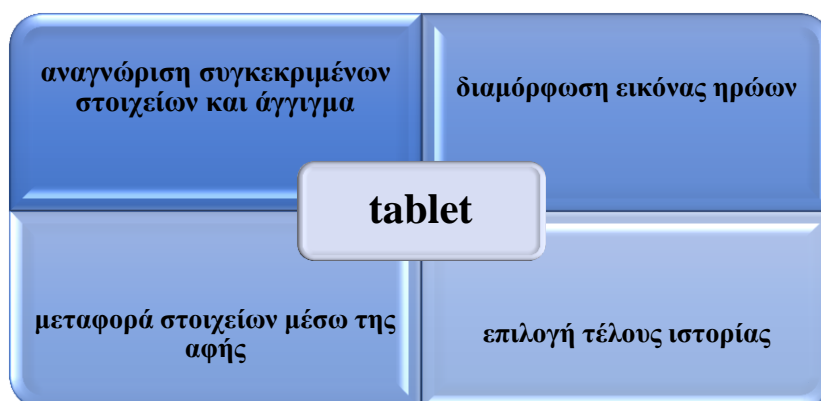 αναγνώριση συγκεκριμένων
στοιχείων και άγγιγμα
διαμόρφωση εικόνας ηρώων
tablet
μεταφορά στοιχείων μέσω της
αφής
επιλογή τέλους ιστορίας